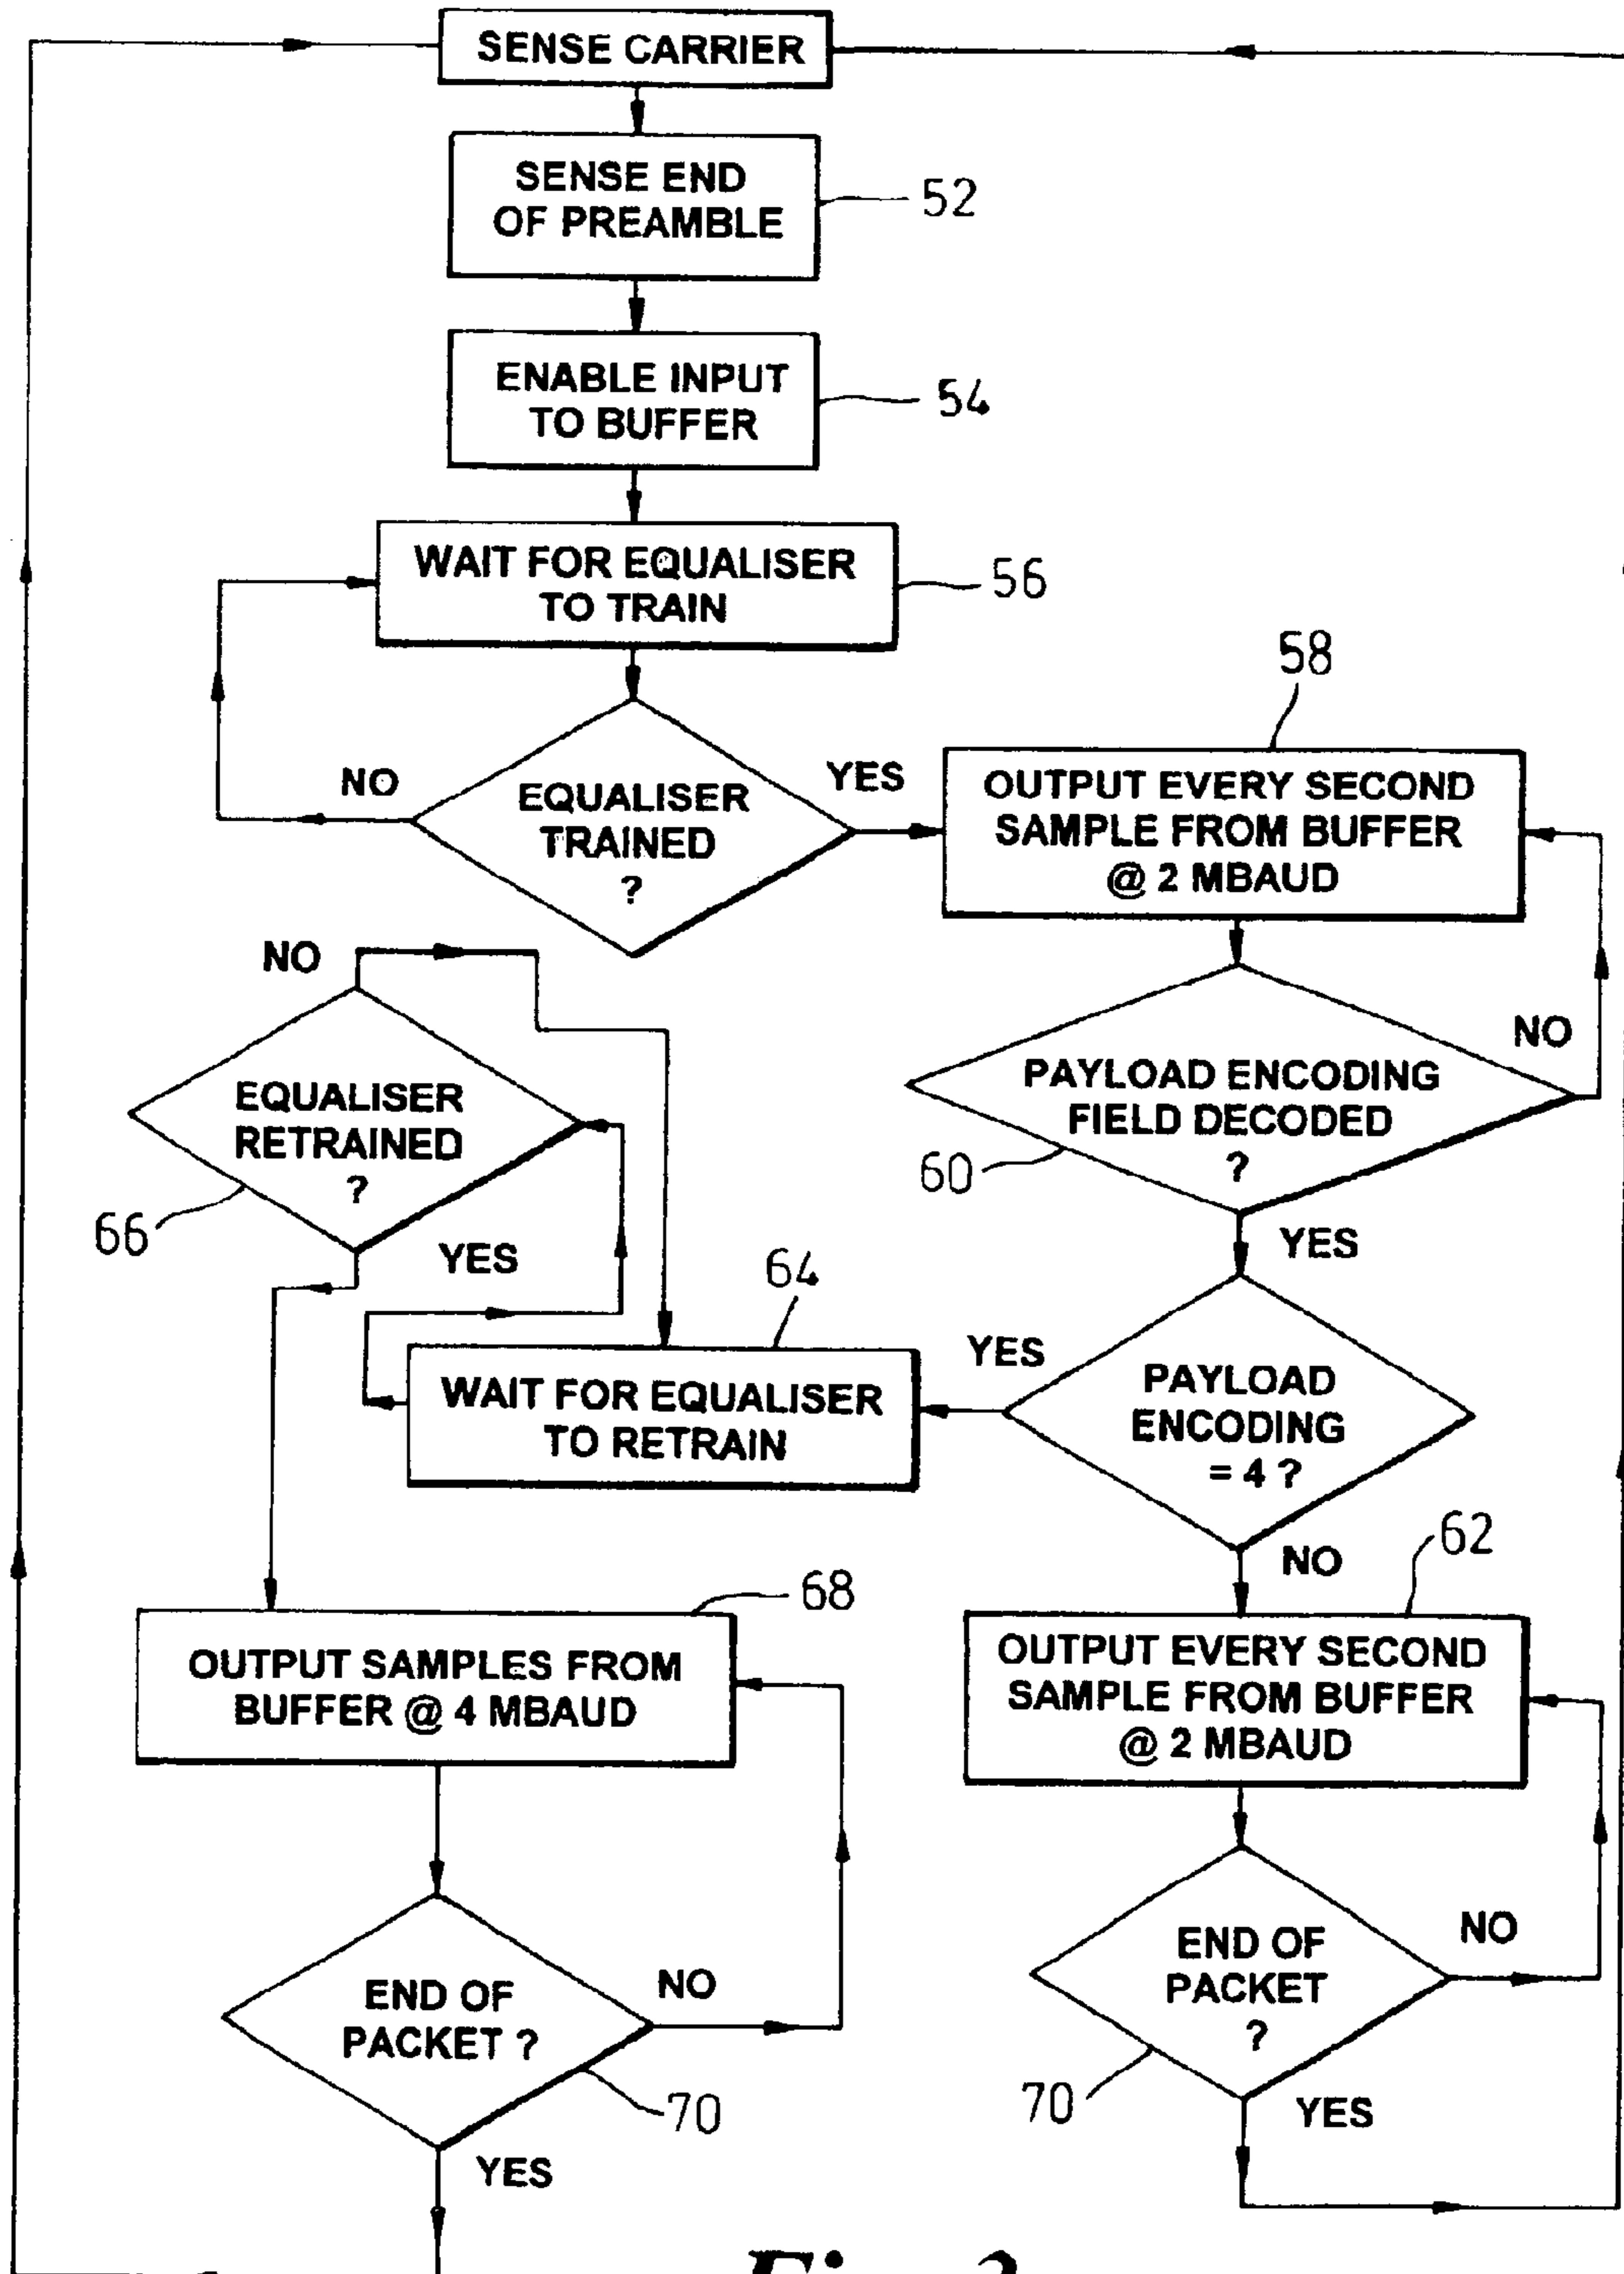 SENSE CARRIER
SENSE END
OF PREAMBLE
52
ENABLE INPUT
TO BUFFER
54
WAIT FOR EQUALISER
TO TRAIN
56
EQUALISER
TRAINED
?
NO
YES
58
OUTPUT EVERY SECOND
SAMPLE FROM BUFFER
@ 2 MBAUD
PAYLOAD ENCODING
FIELD DECODED
?
60
NO
YES
NO
EQUALISER
RETRAINED
?
66
YES
64
WAIT FOR EQUALISER
TO RETRAIN
YES
PAYLOAD
ENCODING
= 4 ?
NO
62
OUTPUT EVERY SECOND
SAMPLE FROM BUFFER
@ 2 MBAUD
68
OUTPUT SAMPLES FROM
BUFFER @ 4 MBAUD
END OF
PACKET ?
NO
70
YES
END OF
PACKET
?
NO
70
YES